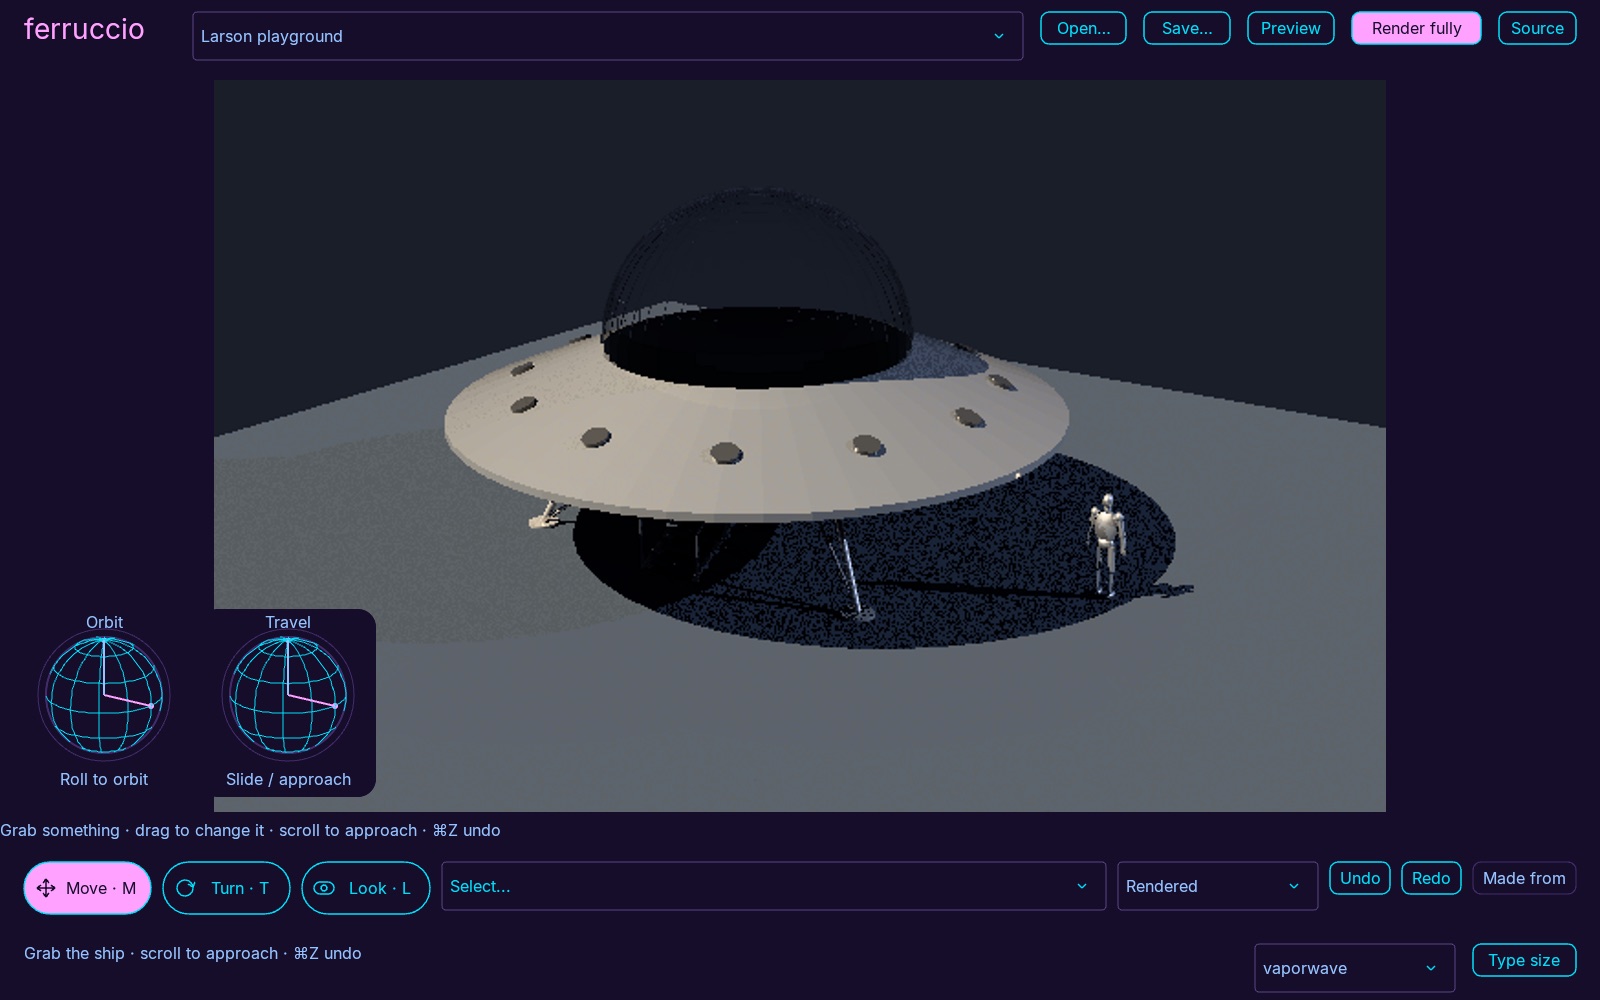 ferruccio
Larson playground
Open...
Save...
Preview
Render fully
Source
Orbit
Travel
Roll to orbit
Slide / approach
Grab something · drag to change it · scroll to approach · ⌘Z undo
Move · M
Turn · T
Look · L
Select...
Rendered
Undo
Redo
Made from
Grab the ship · scroll to approach · ⌘Z undo
vaporwave
Type size